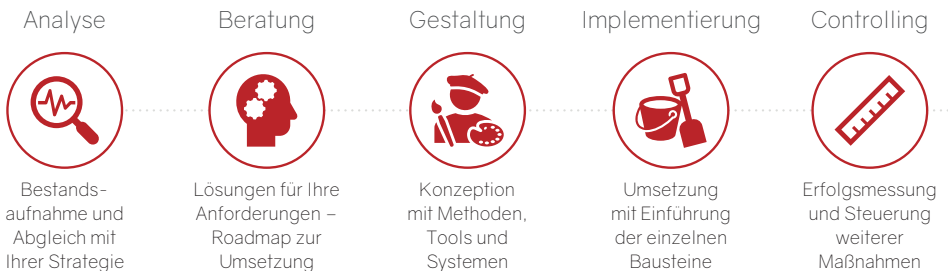 Analyse
Bestands-
aufnahme und
Abgleich mit
Ihrer Strategie
Beratung
Lösungen für Ihre
Anforderungen –
Roadmap zur
Umsetzung
Gestaltung
Konzeption
mit Methoden,
Tools und
Systemen
Implementierung
Umsetzung
mit Einführung
der einzelnen
Bausteine
Controlling
Erfolgsmessung
und Steuerung
weiterer
Maßnahmen